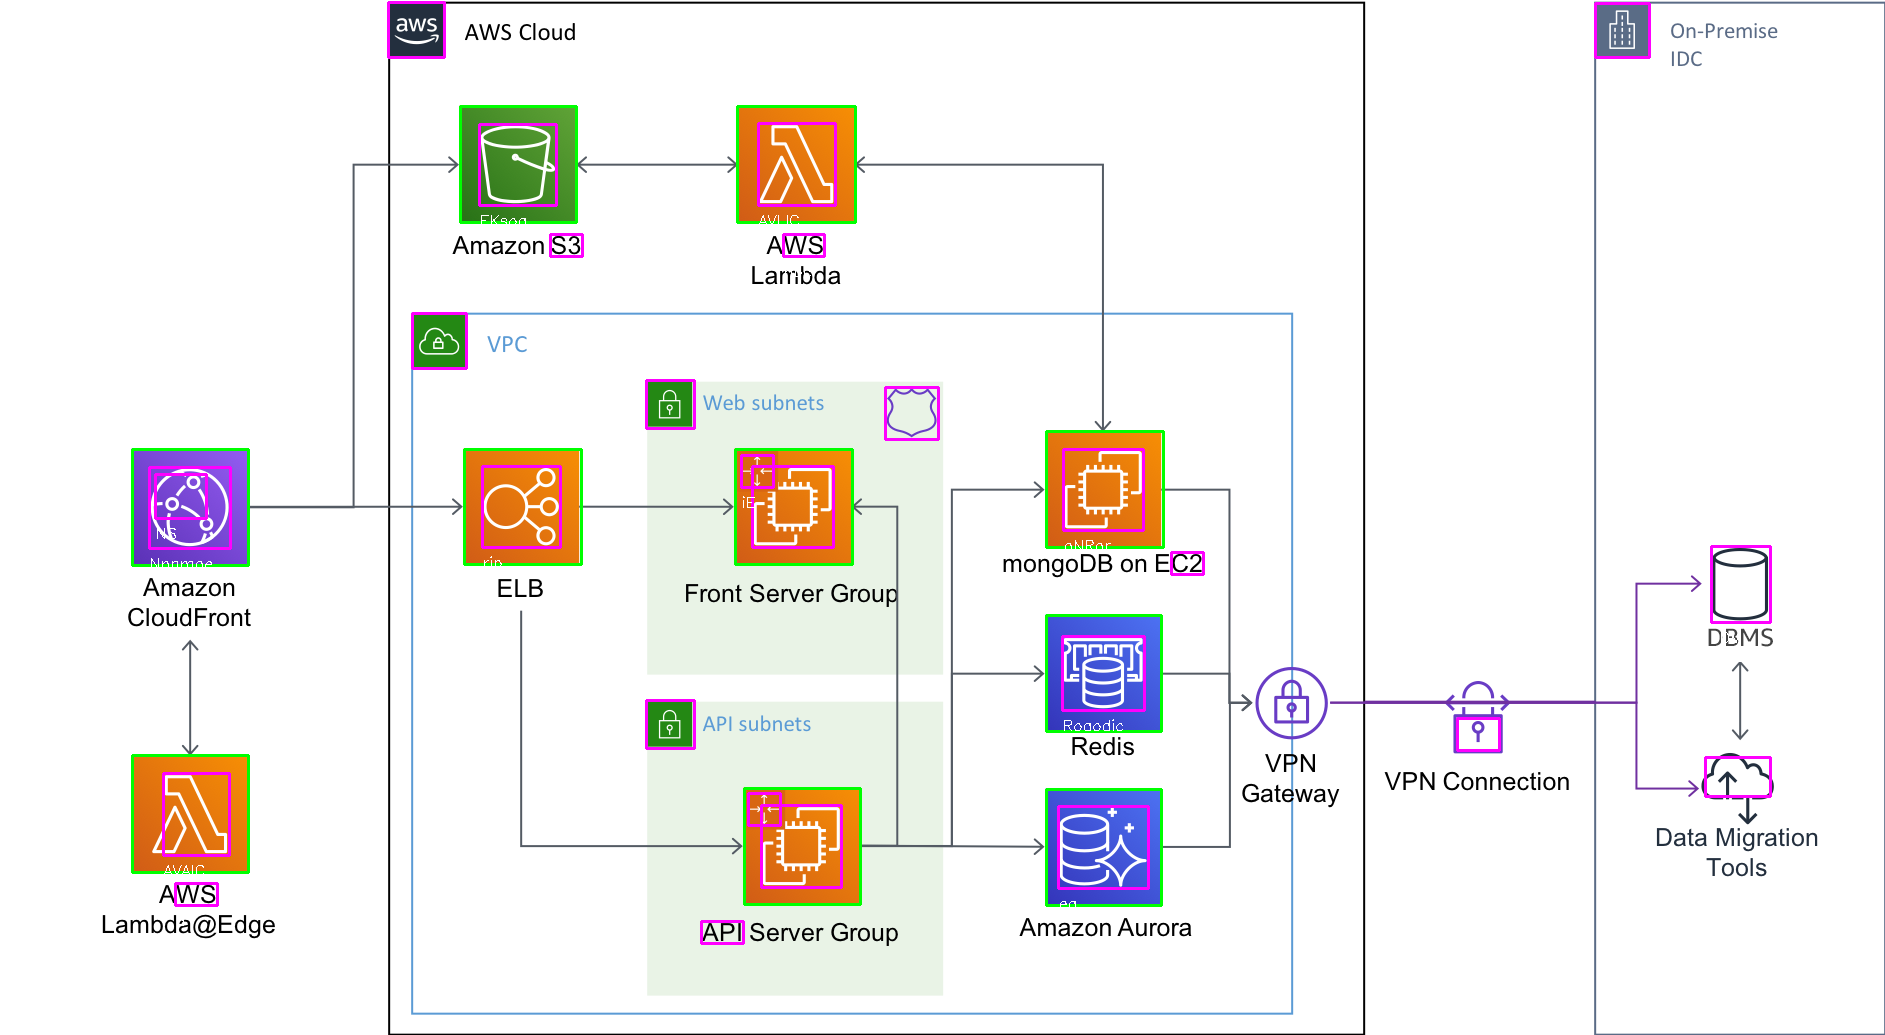 aws
AWS Cloud
On-Premise
IDC
Amazon S3
AWS
Lambda
VPC
Web subnets
Amazon
CloudFront
ELB
Front Server Group
mongoDB on EC2
DBMS
Redis
API subnets
VPN
Gateway
VPN Connection
Data Migration
Tools
AWS
Lambda@Edge
API Server Group
Amazon Aurora